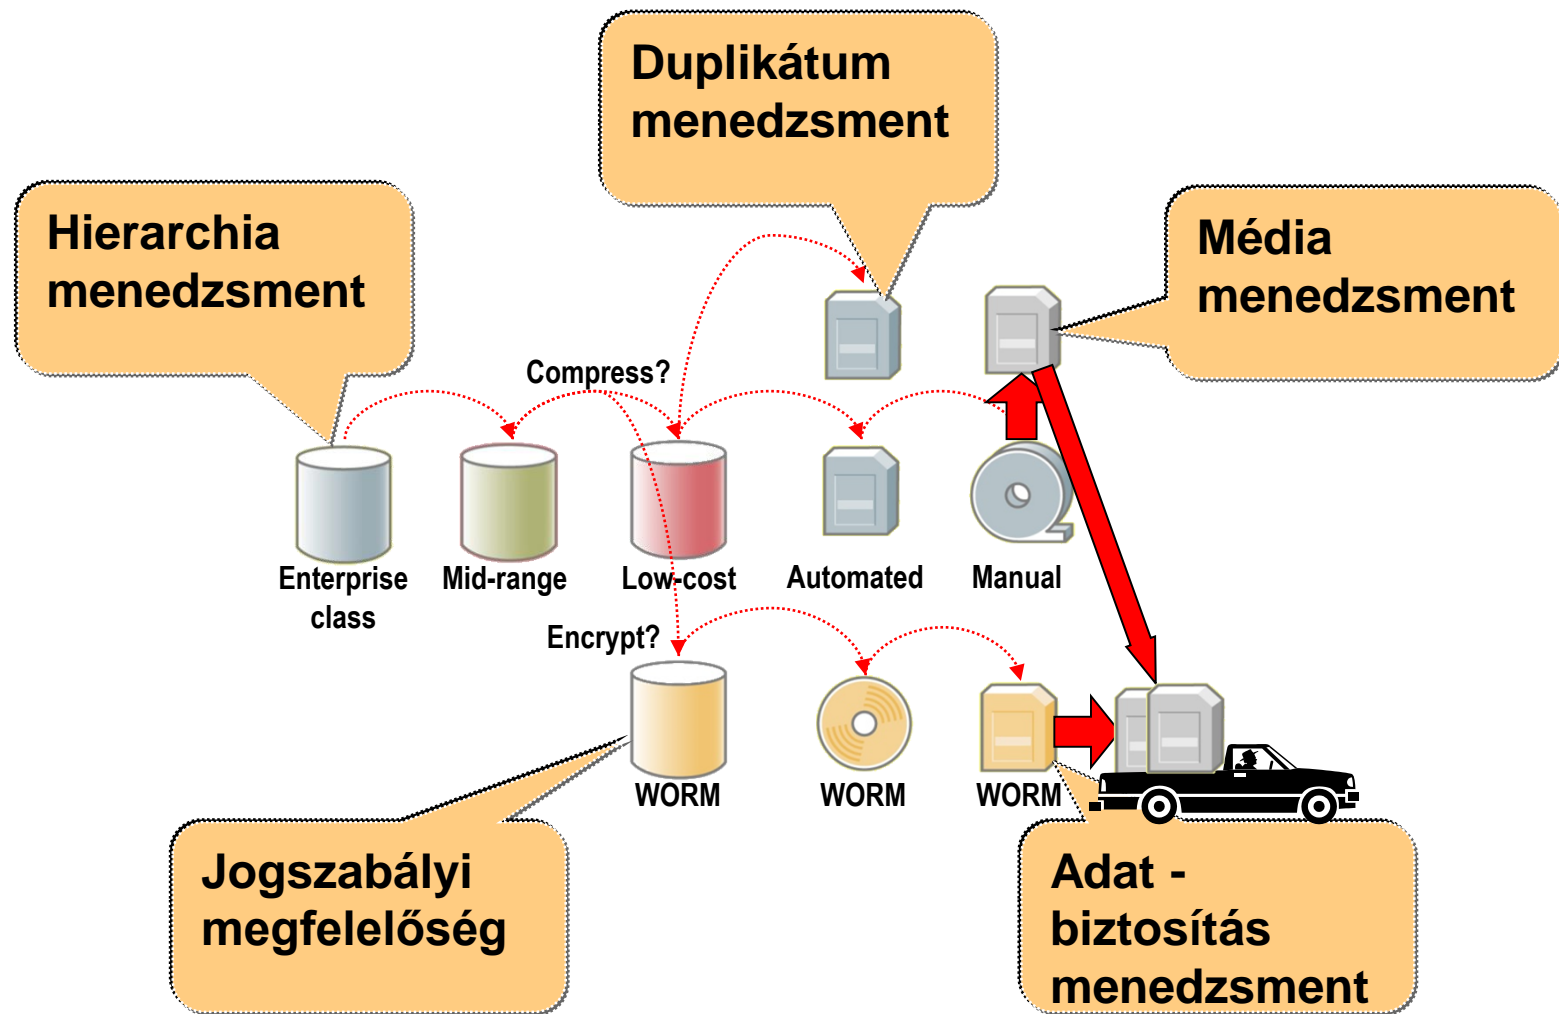 Duplikátum
menedzsment
Hierarchia
menedzsment
Média
menedzsment
Compress?
Enterprise
class
Mid-range
Low-cost
Automated
Manual
Encrypt?
WORM
WORM
WORM
Jogszabályi
megfelelőség
Adat -
biztosítás
menedzsment